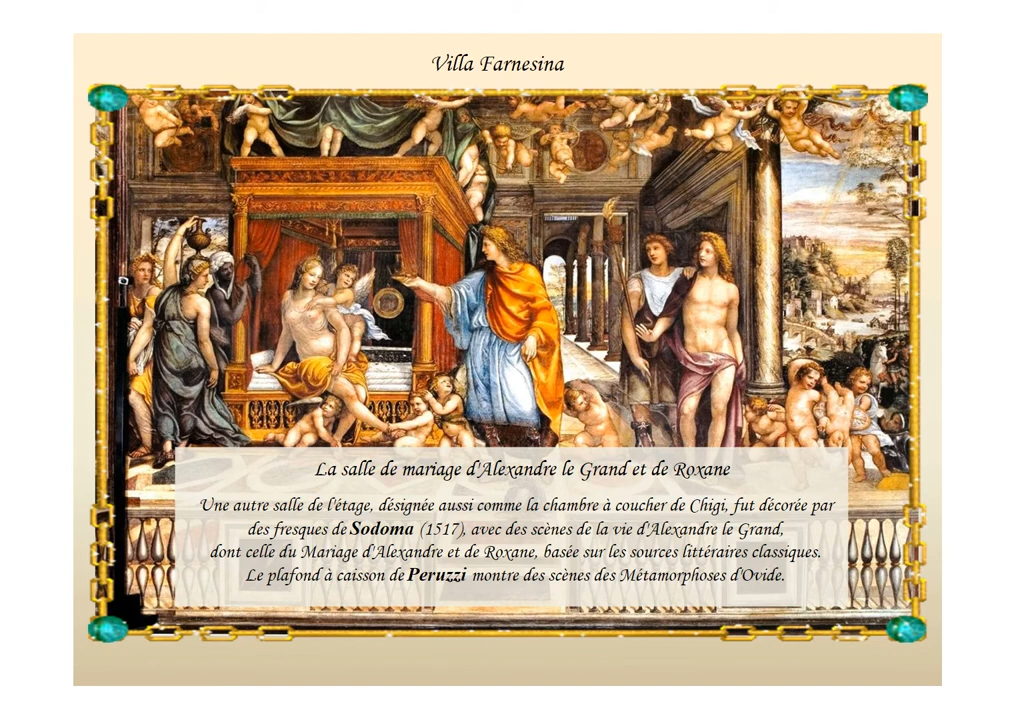 Villa Farnesina
La salle de mariage d'Alexandre le Grand et de Roxane
Une autre salle de l'étage, désignée aussi comme la chambre à coucher de Chigi, fut décorée par
des fresques de Sodoma (1517), avec des scènes de la vie d'Alexandre le Grand,
dont celle du Mariage d'Alexandre et de Roxane, basée sur les sources littéraires classiques.
Le plafond à caisson de Peruzzi montre des scènes des Métamorphoses d'Ovide.